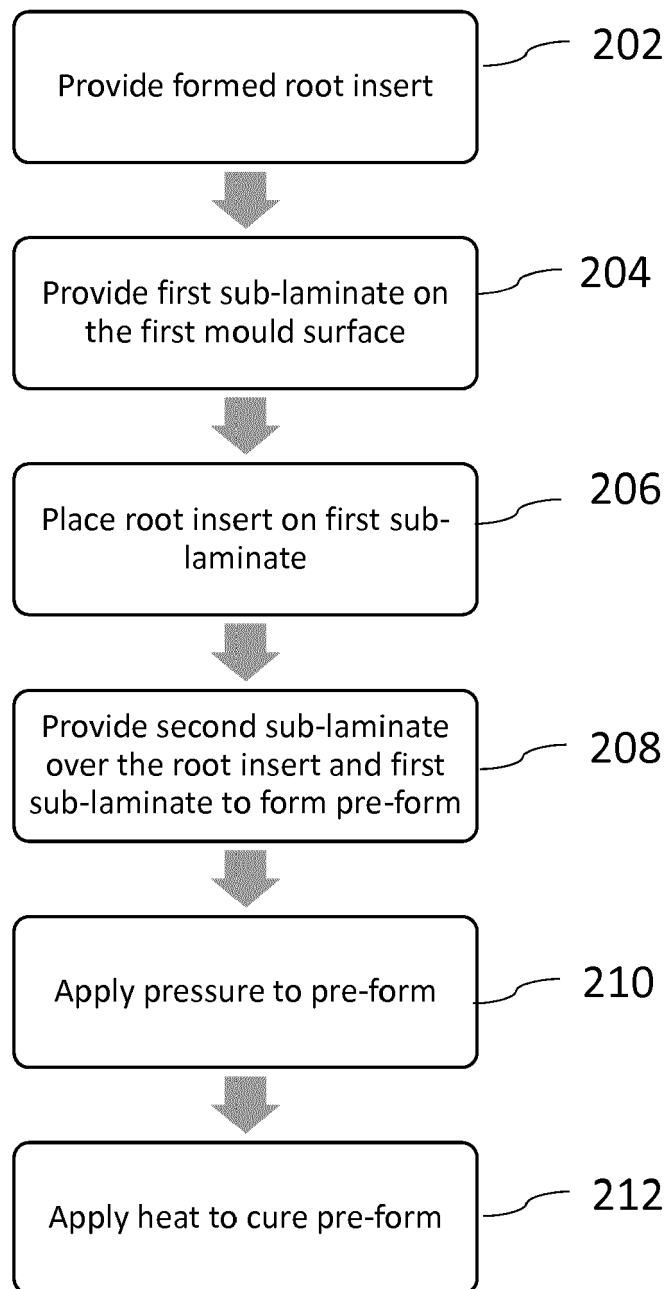 202
Provide formed root insert
204
Provide first sub-laminate on
the first mould surface
206
Place root insert on first sub-
laminate
Provide second sub-laminate
208
over the root insert and first
sub-laminate to form pre-form
210
Apply pressure to pre-form
212
Apply heat to cure pre-form